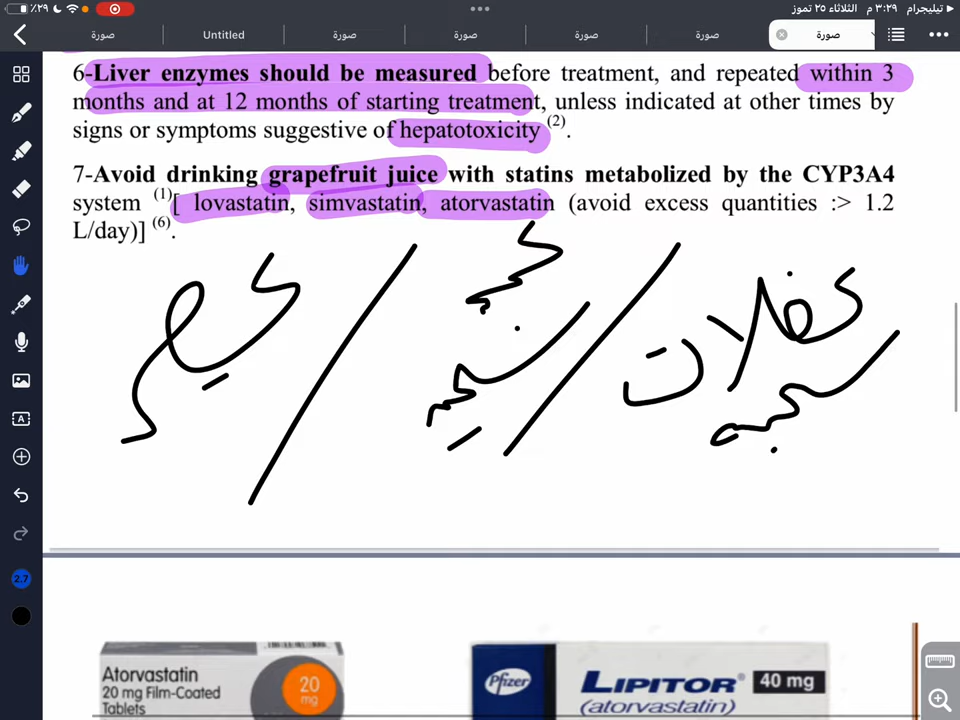 ٪٢٩
٣:٢٩ م الثلاثاء ٢٥ تموز
تيليجرام
صورة
Untitled
صورة
صورة
صورة
صورة
صورة
6-Liver enzymes should be measured before treatment, and repeated within 3
months and at 12 months of starting treatment, unless indicated at other times by
signs or symptoms suggestive of hepatotoxicity (2).
7-Avoid drinking grapefruit juice with statins metabolized by the CYP3A4
system (1)[ lovastatin, simvastatin, atorvastatin (avoid excess quantities :> 1.2
L/day)] (6).
عضلات
2.7
Atorvastatin
20 mg Film-Coated
Tablets
20
mg
Pfizer
LIPITOR®
(atorvastatin)
40 mg